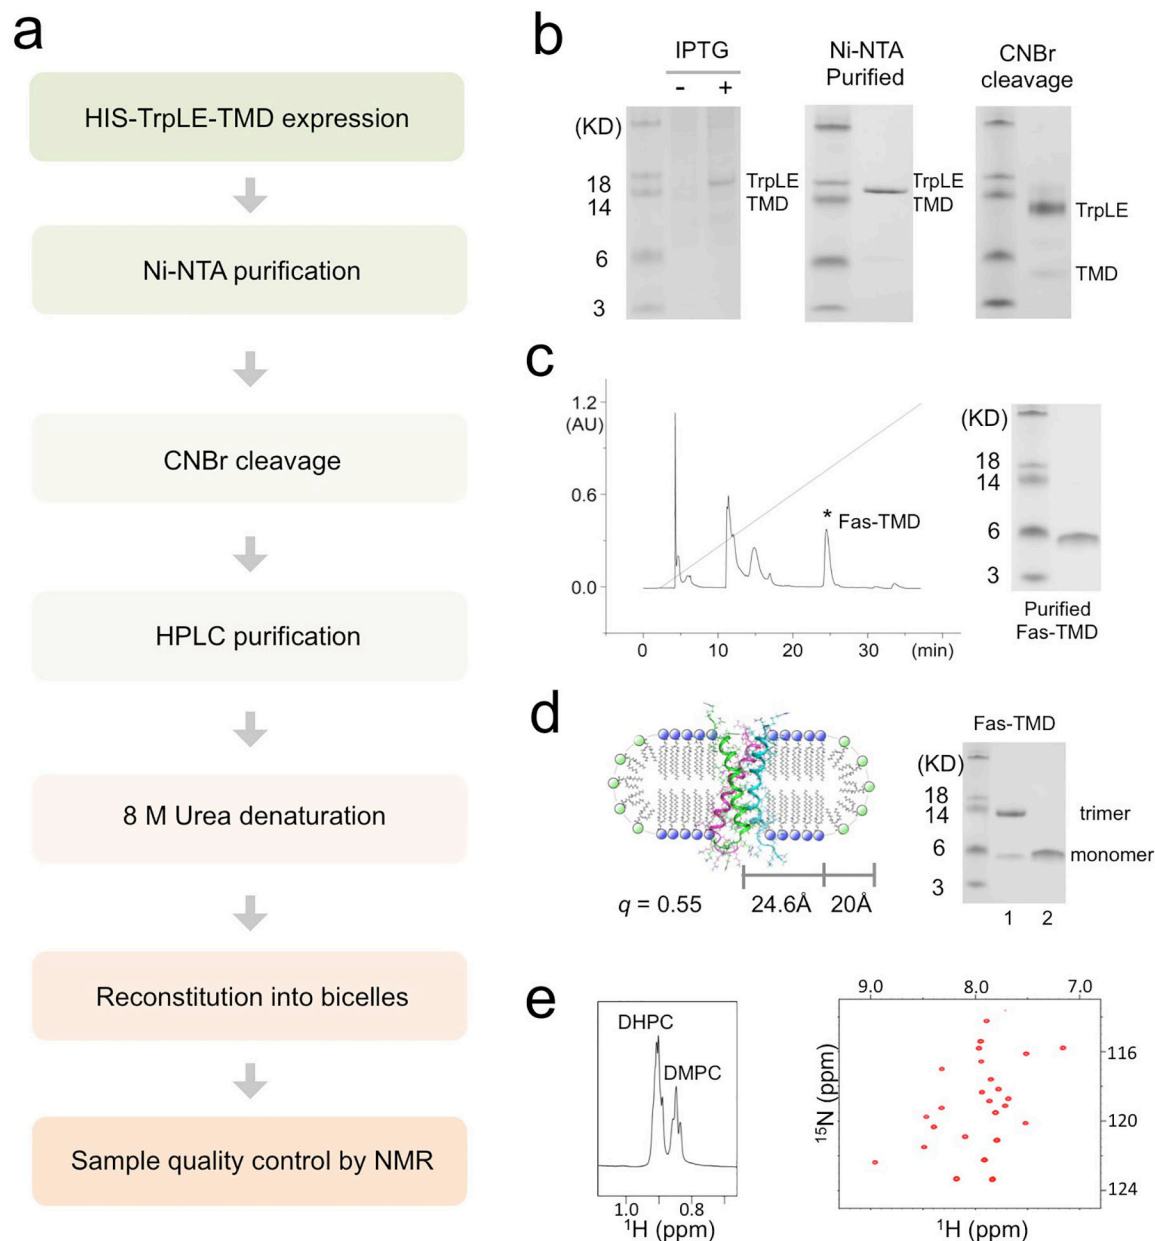 a
HIS-TrpLE-TMD expression
Ni-NTA purification
CNBr cleavage
HPLC purification
8 M Urea denaturation
Reconstitution into bicelles
Sample quality control by NMR
b
IPTG
- +
(KD)
18
14
6
3
TrpLE
TMD
Ni-NTA
Purified
TrpLE
TMD
CNBr
cleavage
TrpLE
TMD
c
1.2
(AU)
0.6
0.0
* Fas-TMD
0 10 20 30 (min)
(KD)
18
14
6
3
Purified
Fas-TMD
d
q = 0.55
24.6Å 20Å
Fas-TMD
(KD)
18
14
6
3
trimer
monomer
1 2
e
DHPC
DMPC
1.0 0.8
¹H (ppm)
9.0 8.0 7.0
¹⁵N (ppm)
116
120
124
¹H (ppm)